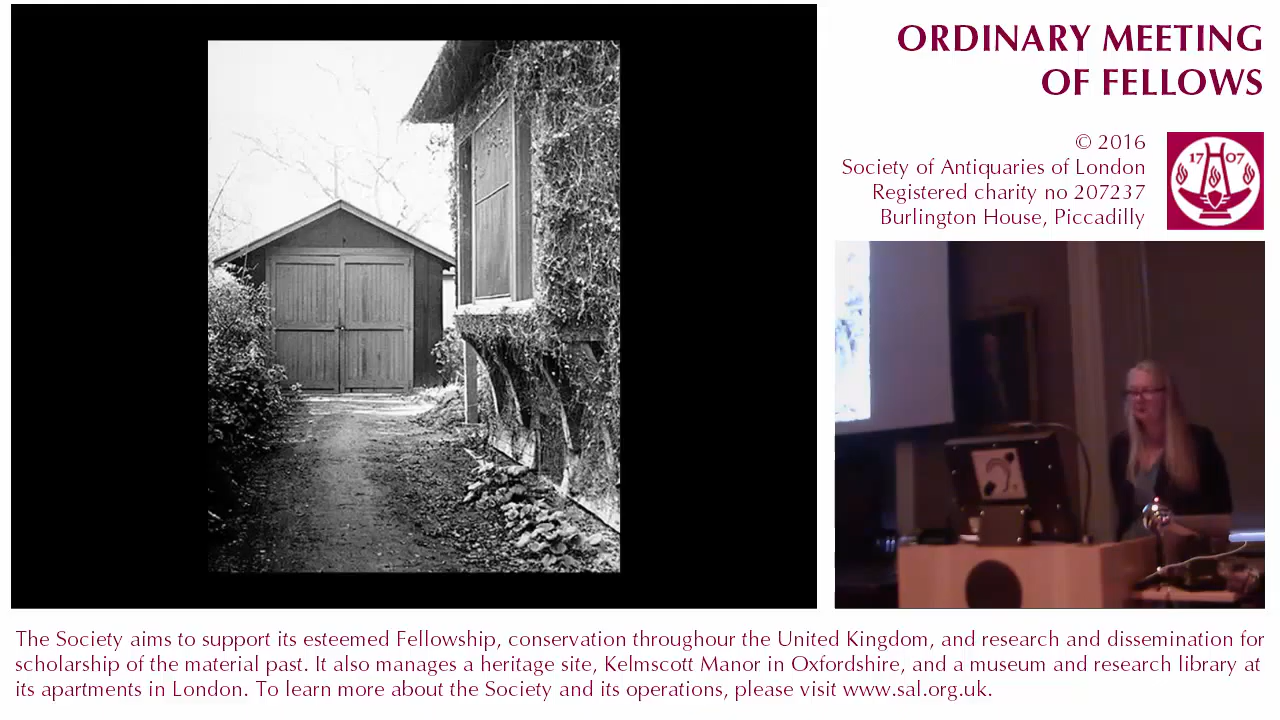 ORDINARY MEETING
OF FELLOWS
© 2016
Society of Antiquaries of London
Registered charity no 207237
Burlington House, Piccadilly
17 07
The Society aims to support its esteemed Fellowship, conservation throughour the United Kingdom, and research and dissemination for
scholarship of the material past. It also manages a heritage site, Kelmscott Manor in Oxfordshire, and a museum and research library at
its apartments in London. To learn more about the Society and its operations, please visit www.sal.org.uk.